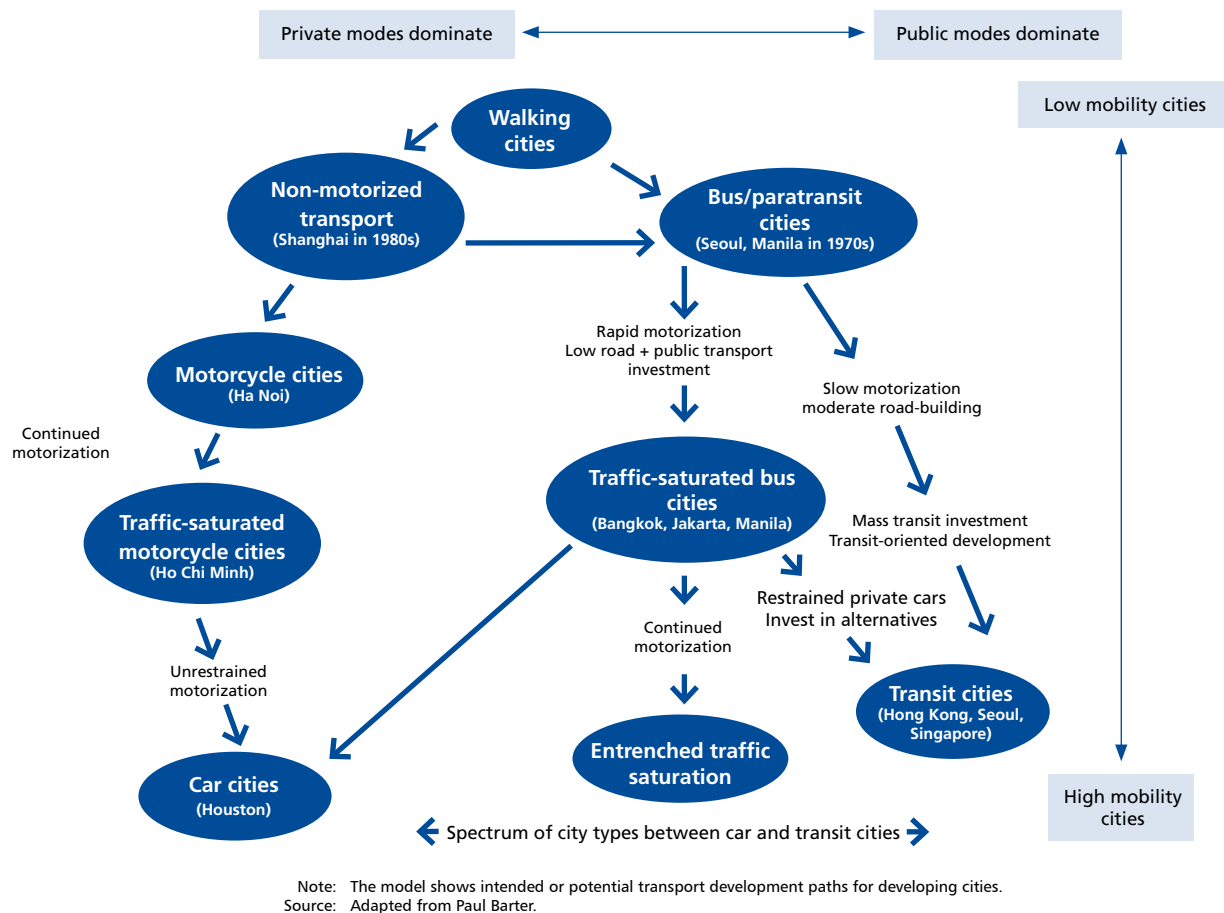 Private modes dominate
Public modes dominate
Low mobility cities
Walking
cities
Non-motorized
transport
(Shanghai in 1980s)
Bus/paratransit
cities
(Seoul, Manila in 1970s)
Rapid motorization
Low road + public transport
investment
Motorcycle cities
(Ha Noi)
Slow motorization
moderate road-building
Continued
motorization
Traffic-saturated bus
cities
(Bangkok, Jakarta, Manila)
Traffic-saturated
motorcycle cities
(Ho Chi Minh)
Mass transit investment
Transit-oriented development
Restrained private cars
Invest in alternatives
Continued
motorization
Unrestrained
motorization
Transit cities
(Hong Kong, Seoul,
Singapore)
Entrenched traffic
saturation
Car cities
(Houston)
High mobility
cities
Spectrum of city types between car and transit cities
Note: The model shows intended or potential transport development paths for developing cities.
Source: Adapted from Paul Barter.